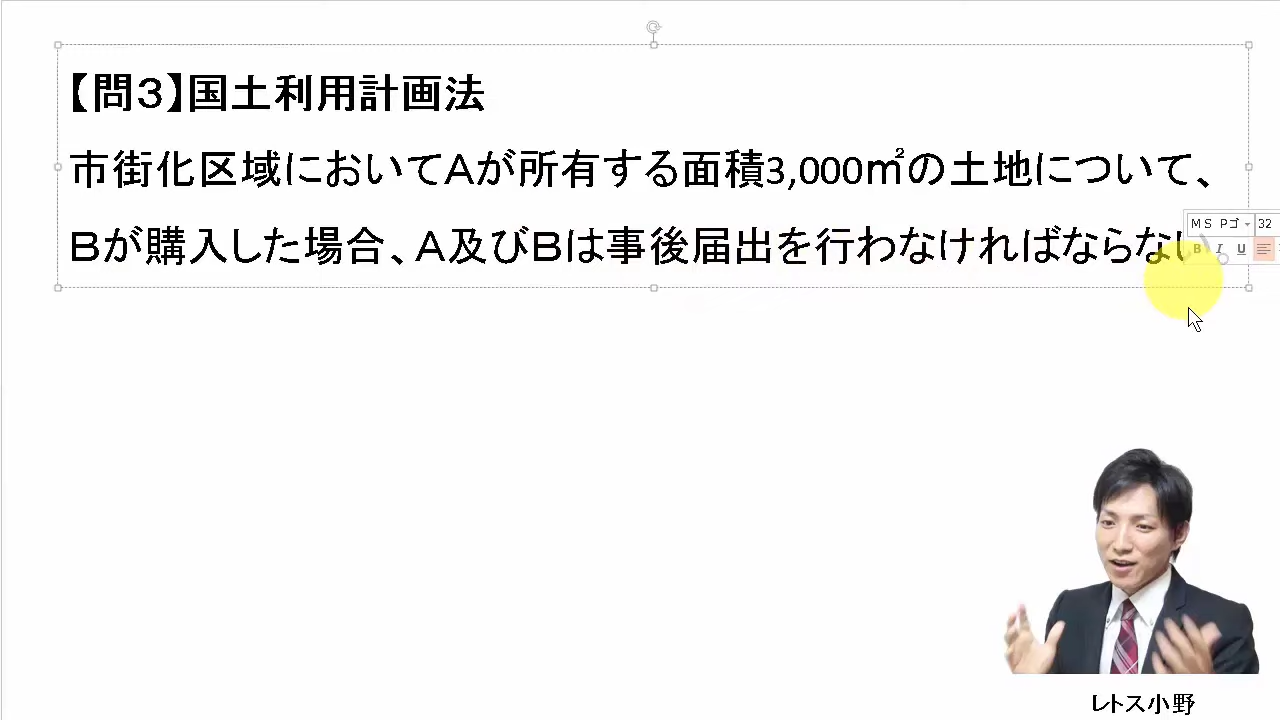 【問３】国土利用計画法
市街化区域においてＡが所有する面積3,000㎡の土地について、
Ｂが購入した場合、Ａ及びＢは事後届出を行わなければならない
ＭＳ Ｐゴ 32
B I U
レトス小野